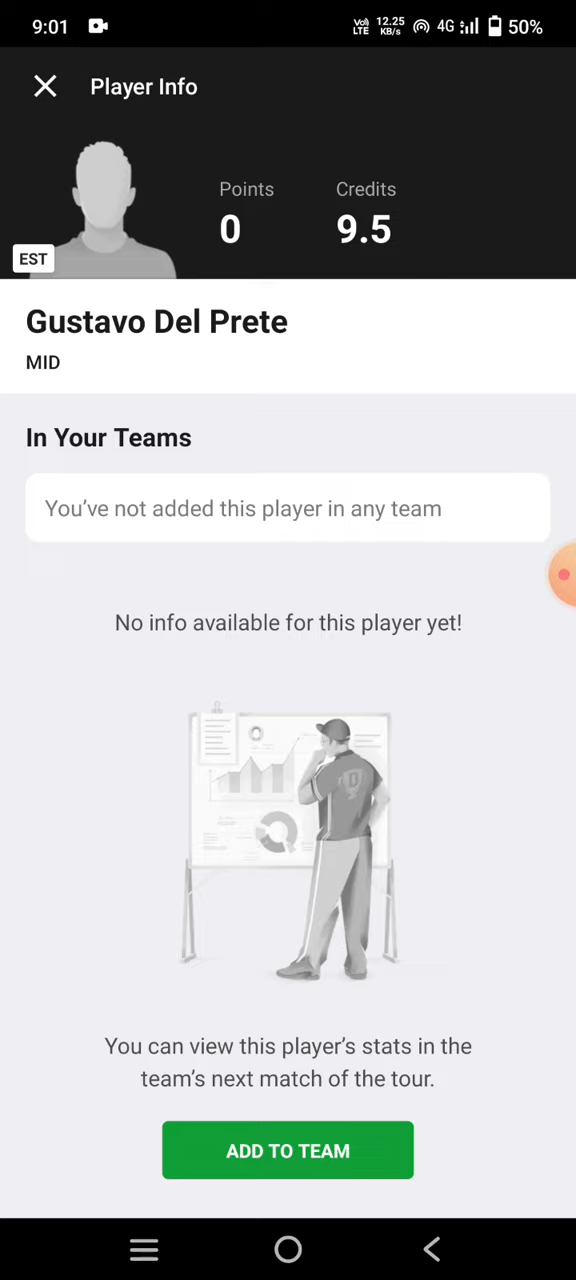 9:01
Vo) LTE
12.25 KB/s
4G
50%
Player Info
Points
Credits
0
9.5
EST
Gustavo Del Prete
MID
In Your Teams
You've not added this player in any team
No info available for this player yet!
D
You can view this player's stats in the
team's next match of the tour.
ADD TO TEAM